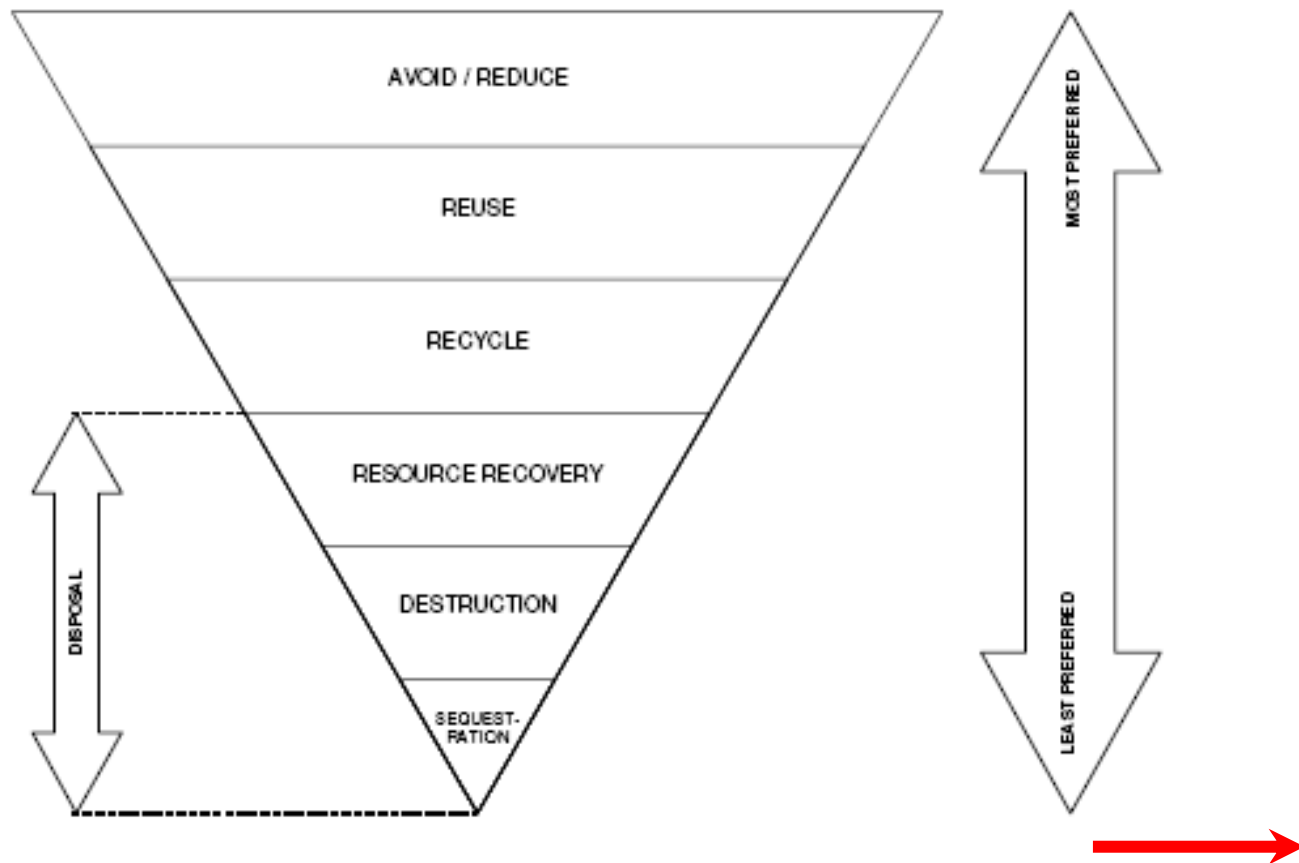 AVOID / REDUCE
REUSE
RECYCLE
RESOURCE RECOVERY
DESTRUCTION
SEQUEST-
RATION
DISPOSAL
MOST PREFERRED
LEAST PREFERRED